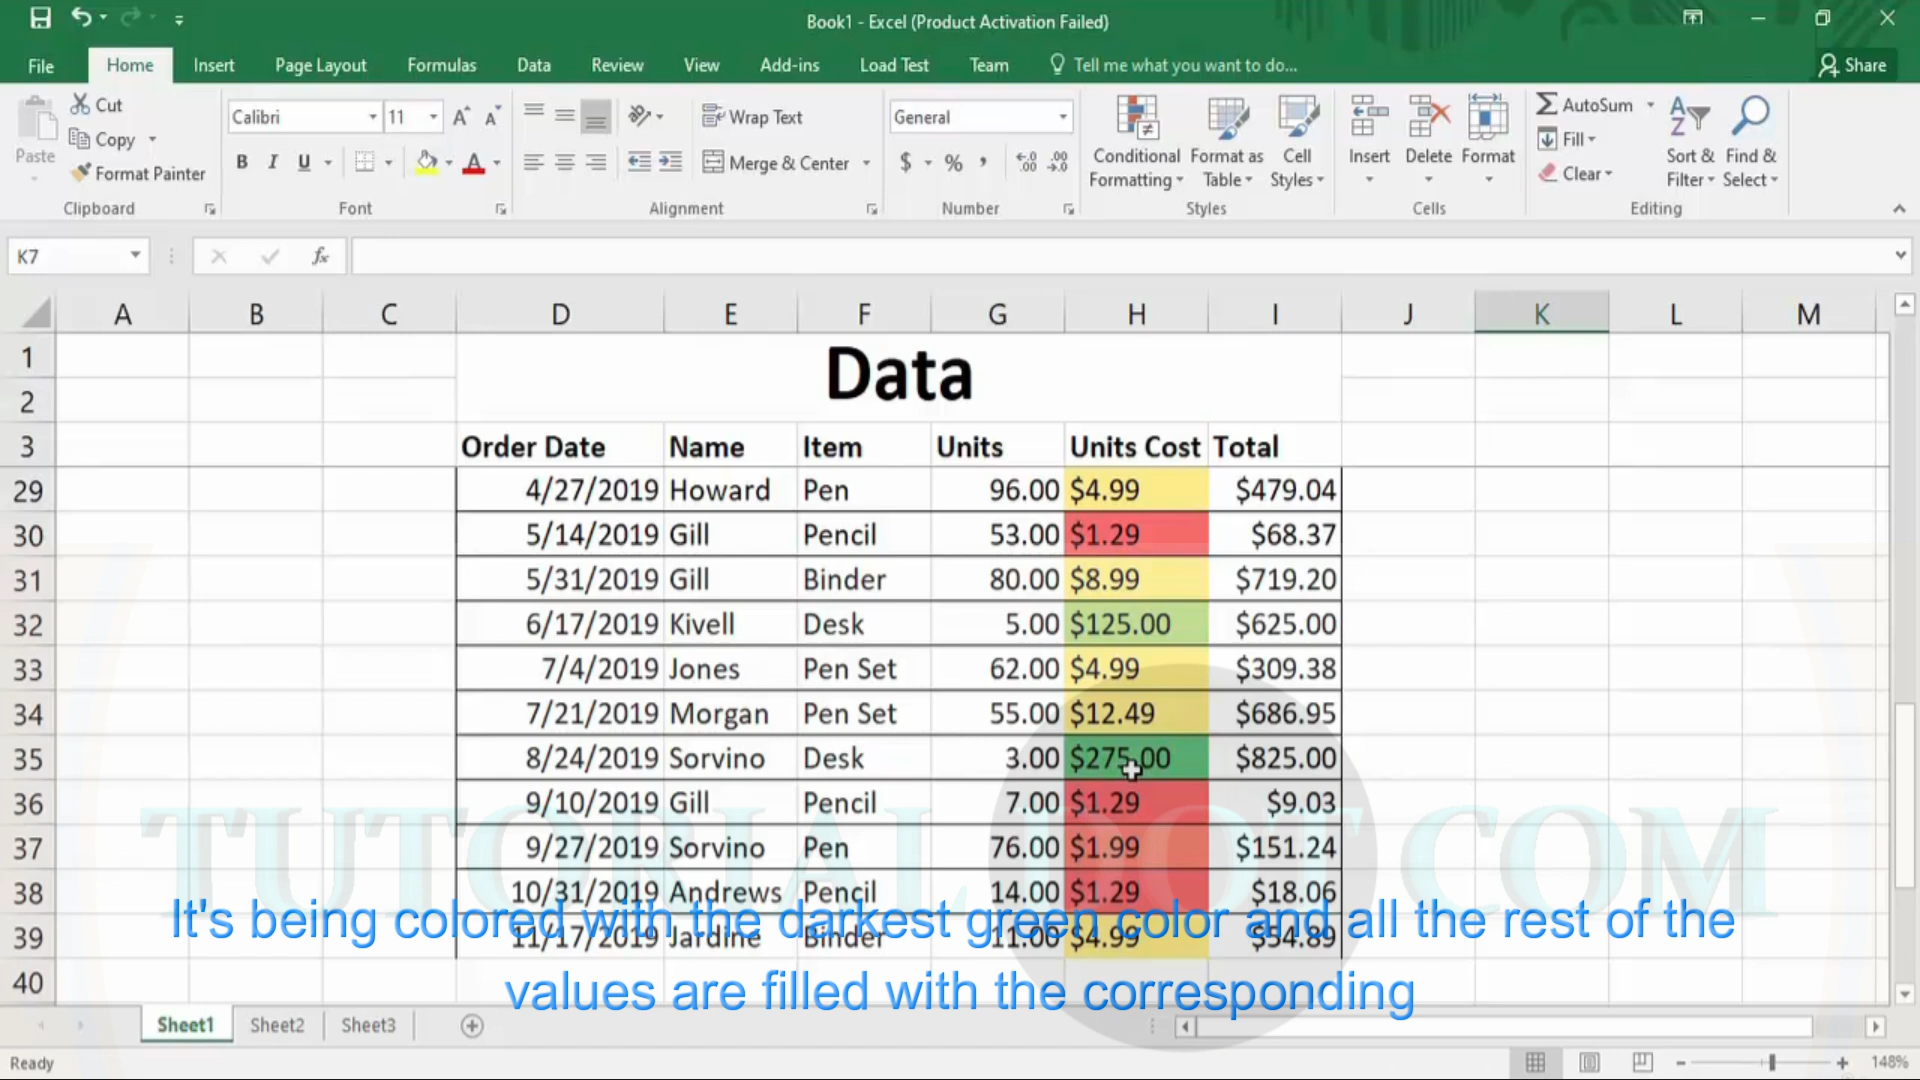 Book1 - Excel (Product Activation Failed)
File Home Insert Page Layout Formulas Data Review View Add-ins Load Test Team Tell me what you want to do... Share
Paste Cut Copy Format Painter Clipboard
Calibri 11 B I U Font
Wrap Text Merge & Center Alignment
General $ % , Number
Conditional Formatting Format as Table Cell Styles Styles
Insert Delete Format Cells
AutoSum Fill Clear Sort & Filter Find & Select Editing
K7 fx
A B C D E F G H I J K L M
1 Data
2
3 Order Date Name Item Units Units Cost Total
29 4/27/2019 Howard Pen 96.00 $4.99 $479.04
30 5/14/2019 Gill Pencil 53.00 $1.29 $68.37
31 5/31/2019 Gill Binder 80.00 $8.99 $719.20
32 6/17/2019 Kivell Desk 5.00 $125.00 $625.00
33 7/4/2019 Jones Pen Set 62.00 $4.99 $309.38
34 7/21/2019 Morgan Pen Set 55.00 $12.49 $686.95
35 8/24/2019 Sorvino Desk 3.00 $275.00 $825.00
36 9/10/2019 Gill Pencil 7.00 $1.29 $9.03
37 9/27/2019 Sorvino Pen 76.00 $1.99 $151.24
38 10/31/2019 Andrews Pencil 14.00 $1.29 $18.06
39 11/17/2019 Jardine Binder 11.00 $4.99 $54.89
40
TUTORIAL DOT COM
It's being colored with the darkest green color and all the rest of the
values are filled with the corresponding
Sheet1 Sheet2 Sheet3
Ready 148%